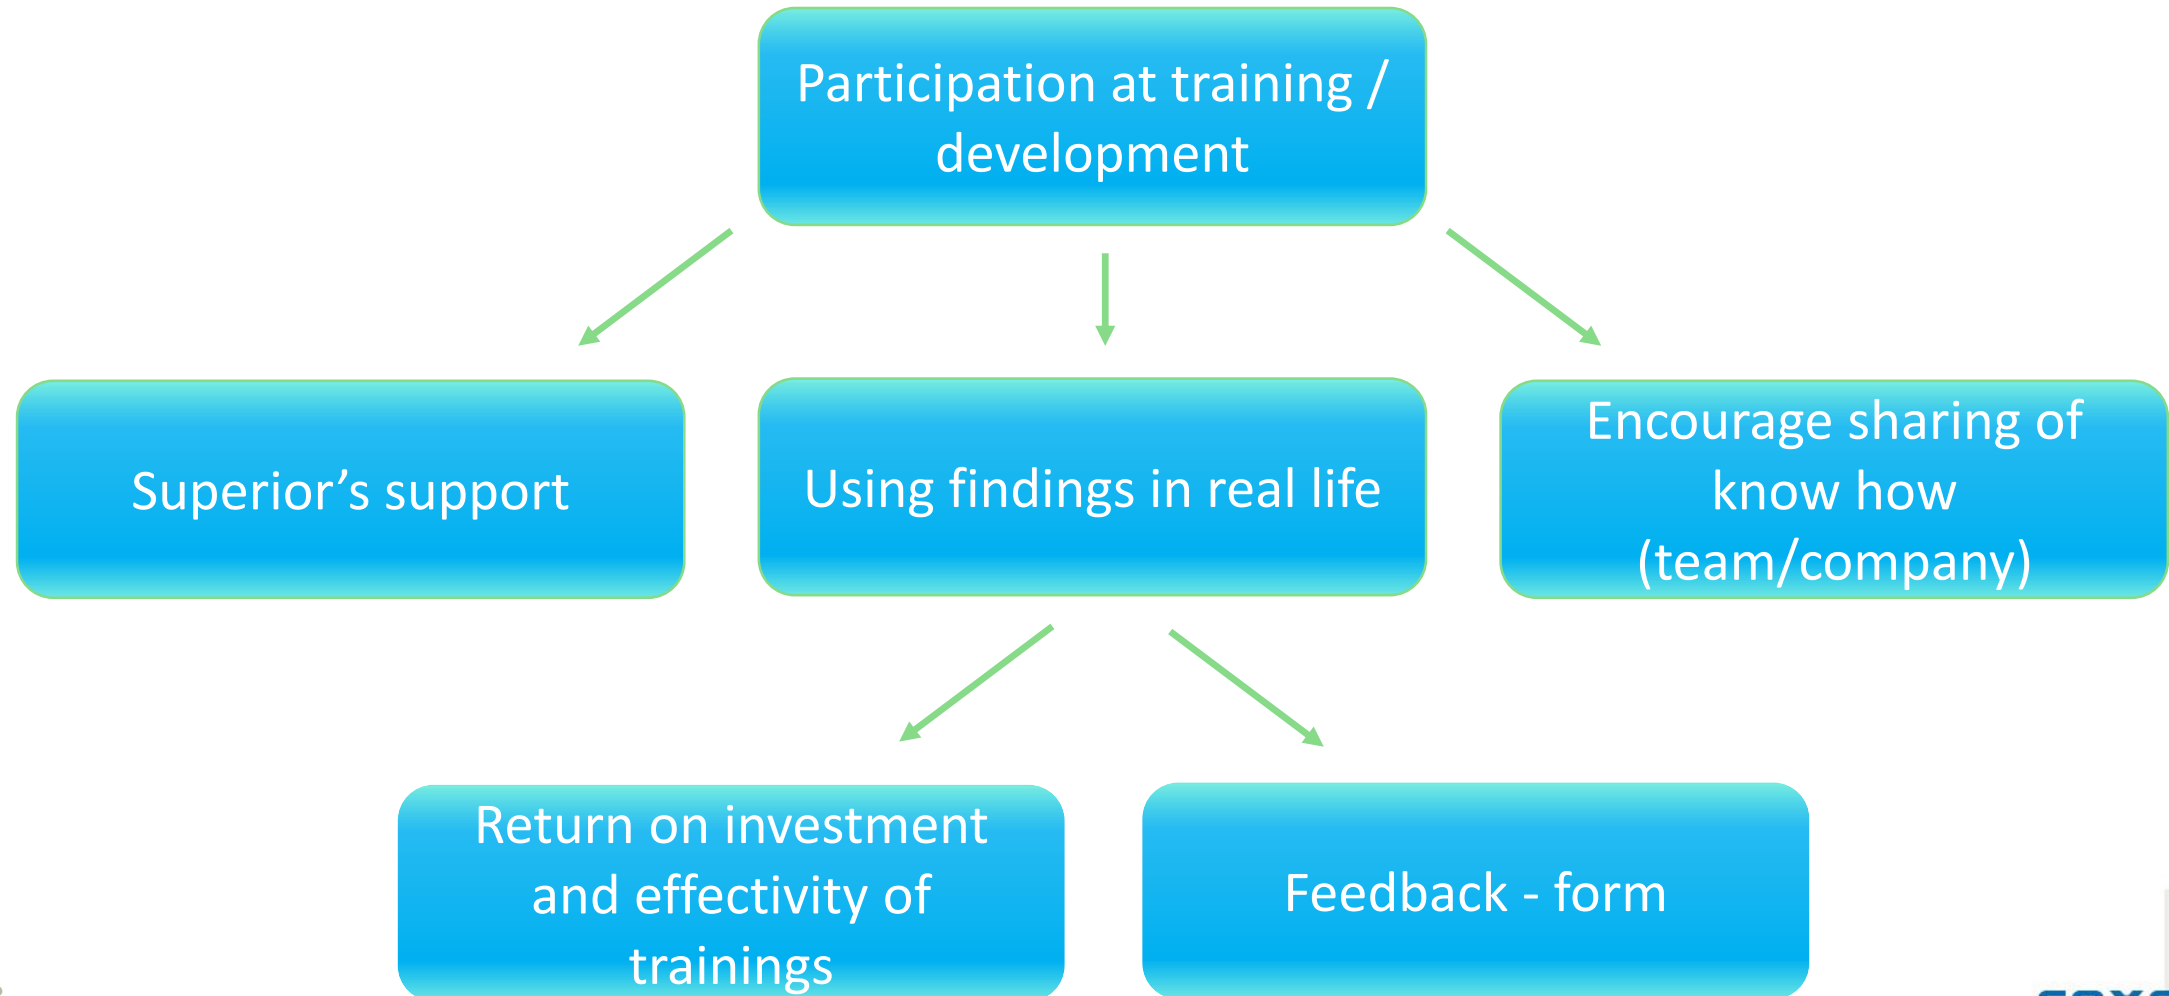 Participation at training /
development
Superior’s support
Using findings in real life
Encourage sharing of
know how
(team/company)
Return on investment
and effectivity of
trainings
Feedback - form